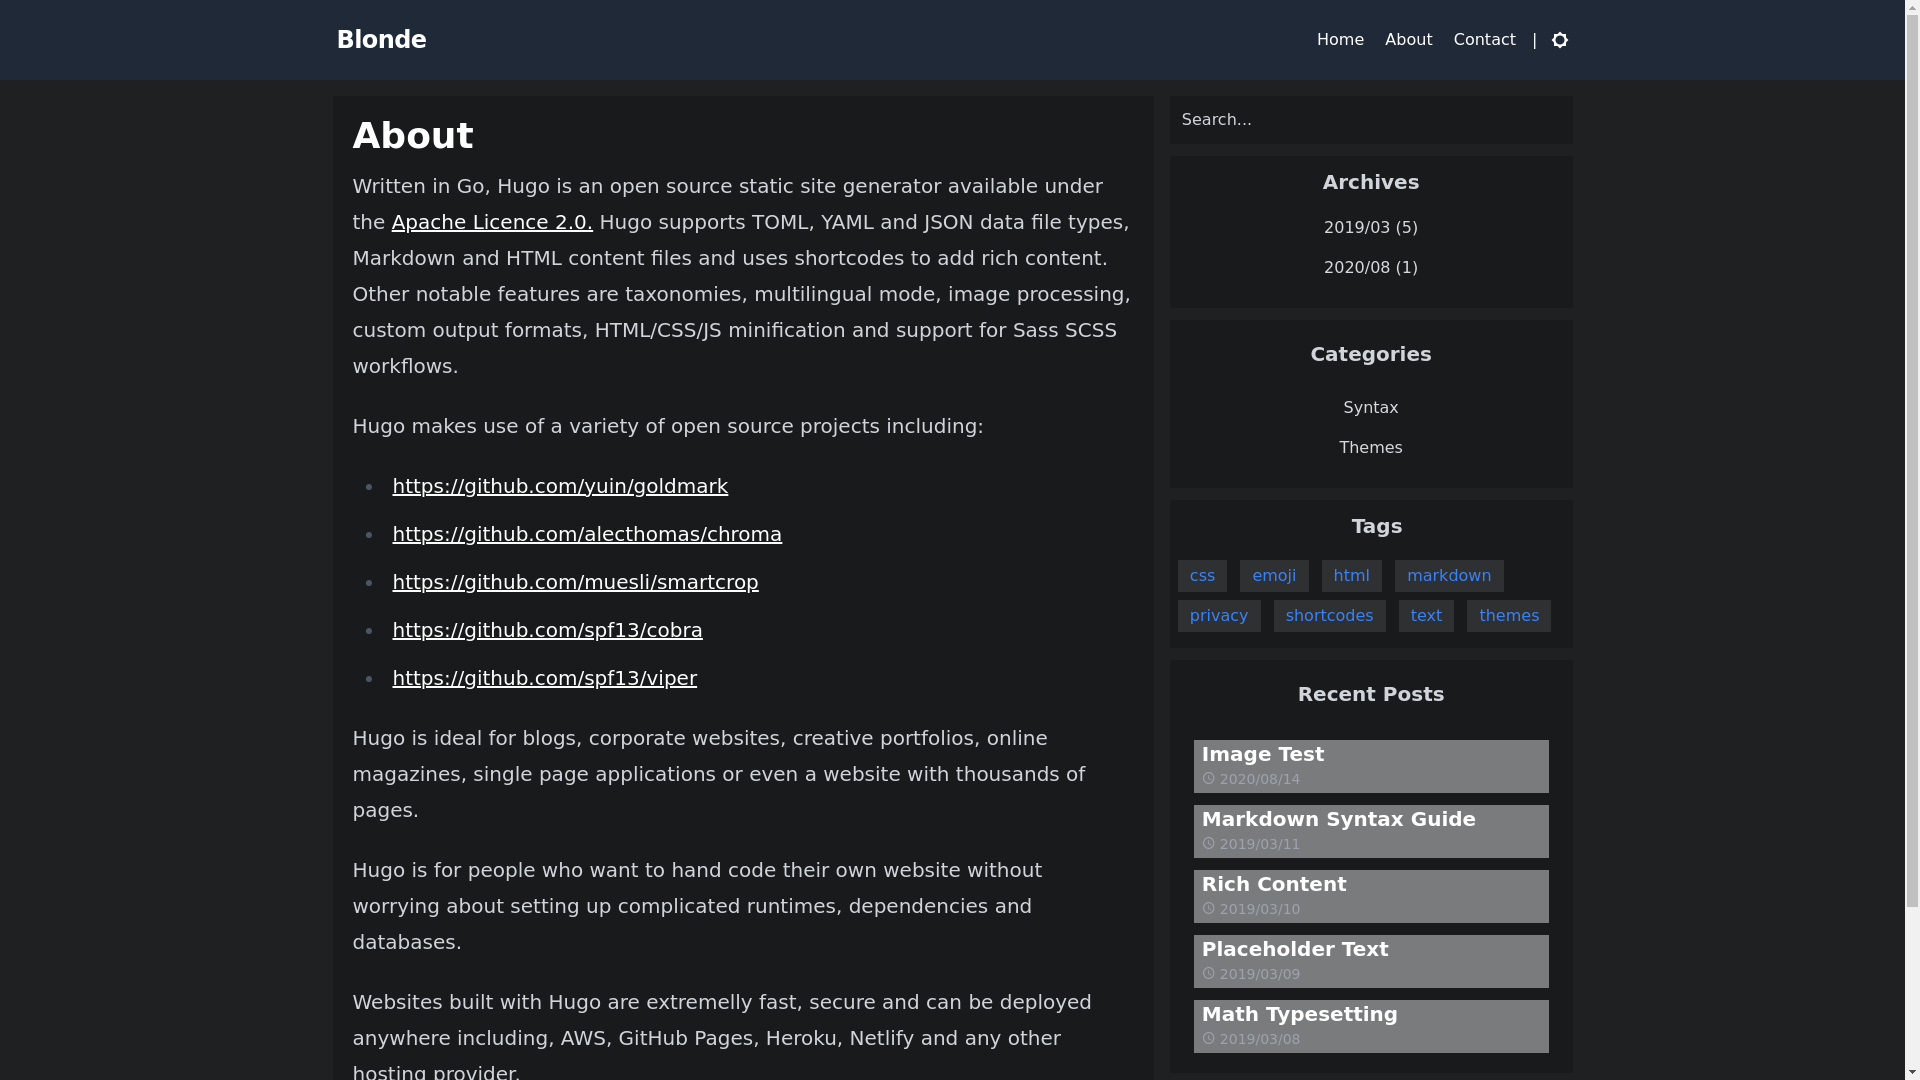 Blonde
Home About Contact |
About
Written in Go, Hugo is an open source static site generator available under
the Apache Licence 2.0. Hugo supports TOML, YAML and JSON data file types,
Markdown and HTML content files and uses shortcodes to add rich content.
Other notable features are taxonomies, multilingual mode, image processing,
custom output formats, HTML/CSS/JS minification and support for Sass SCSS
workflows.
Hugo makes use of a variety of open source projects including:
https://github.com/yuin/goldmark
https://github.com/alecthomas/chroma
https://github.com/muesli/smartcrop
https://github.com/spf13/cobra
https://github.com/spf13/viper
Hugo is ideal for blogs, corporate websites, creative portfolios, online
magazines, single page applications or even a website with thousands of
pages.
Hugo is for people who want to hand code their own website without
worrying about setting up complicated runtimes, dependencies and
databases.
Websites built with Hugo are extremelly fast, secure and can be deployed
anywhere including, AWS, GitHub Pages, Heroku, Netlify and any other
hosting provider.
Search...
Archives
2019/03 (5)
2020/08 (1)
Categories
Syntax
Themes
Tags
css emoji html markdown
privacy shortcodes text themes
Recent Posts
Image Test
2020/08/14
Markdown Syntax Guide
2019/03/11
Rich Content
2019/03/10
Placeholder Text
2019/03/09
Math Typesetting
2019/03/08